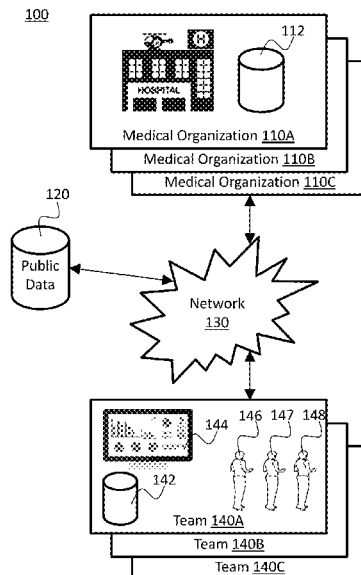 100
112
H
HOSPITAL
Medical Organization 110A
Medical Organization 110B
Medical Organization 110C
120
Public
Data
Network
130
146 147 148
144
142
Team 140A
Team 140B
Team 140C